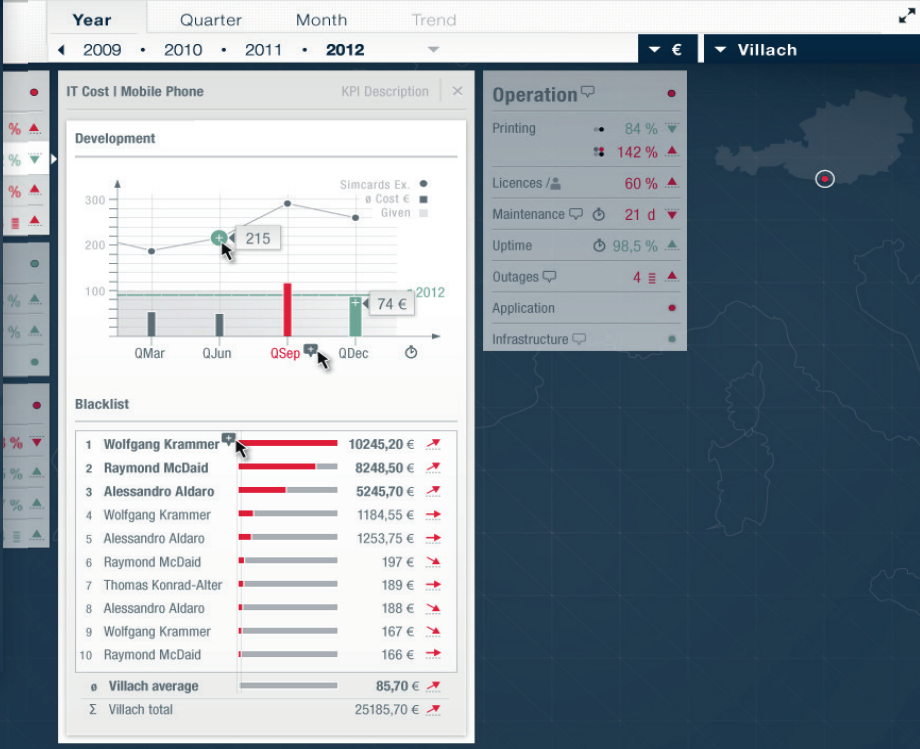 Year Quarter Month Trend
2009 • 2010 • 2011 • 2012
€ Villach
IT Cost I Mobile Phone KPI Description
Development
Simcards Ex.
ø Cost €
Given
300
200
100
215
2012
74 €
QMar QJun QSep QDec
Blacklist
1 Wolfgang Krammer 10245,20 €
2 Raymond McDaid 8248,50 €
3 Alessandro Aldaro 5245,70 €
4 Wolfgang Krammer 1184,55 €
5 Alessandro Aldaro 1253,75 €
6 Raymond McDaid 197 €
7 Thomas Konrad-Alter 189 €
8 Alessandro Aldaro 188 €
9 Wolfgang Krammer 167 €
10 Raymond McDaid 166 €
ø Villach average 85,70 €
Σ Villach total 25185,70 €
Operation
Printing 84 %
142 %
Licences / 60 %
Maintenance 21 d
Uptime 98,5 %
Outages 4
Application
Infrastructure
%
%
%
%
%
%
%
%